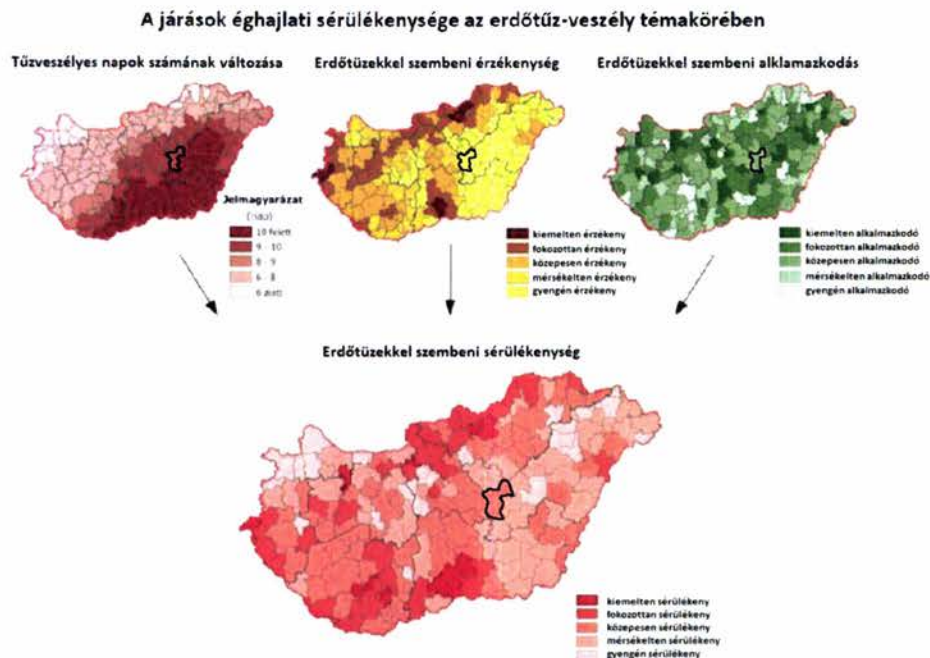 A járások éghajlati sérülékenysége az erdőtűz-veszély témakörében
Tűzveszélyes napok számának változása
Erdőtüzekkel szembeni érzékenység
Erdőtüzekkel szembeni alklamazkodás
Jelmagyarázat
(nap)
10 felett
9 - 10
8 - 9
6 - 8
6 alatt
kiemelten érzékeny
fokozottan érzékeny
közepesen érzékeny
mérsékelten érzékeny
gyengén érzékeny
kiemelten alkalmazkodó
fokozottan alkalmazkodó
közepesen alkalmazkodó
mérsékelten alkalmazkodó
gyengén alkalmazkodó
Erdőtüzekkel szembeni sérülékenység
kiemelten sérülékeny
fokozottan sérülékeny
közepesen sérülékeny
mérsékelten sérülékeny
gyengén sérülékeny